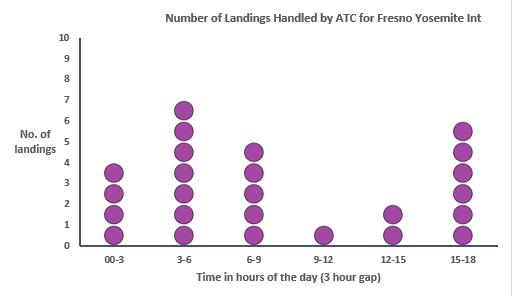 Number of Landings Handled by ATC for Fresno Yosemite Int
10
9
8
7
6
5
4
3
2
1
0
No. of
landings
00-3 3-6 6-9 9-12 12-15 15-18
Time in hours of the day (3 hour gap)